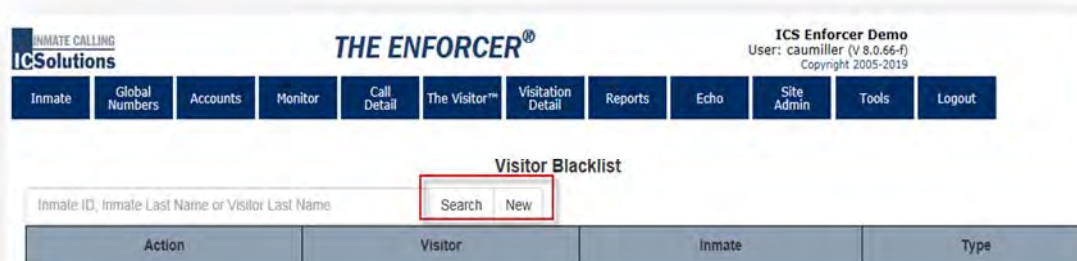 INMATE CALLING
ICSolutions
THE ENFORCER®
ICS Enforcer Demo
User: caumiller (V 8.0.66-f)
Copyright 2005-2019
Inmate Global Numbers Accounts Monitor Call Detail The Visitor™ Visitation Detail Reports Echo Site Admin Tools Logout
Visitor Blacklist
Inmate ID, Inmate Last Name or Visitor Last Name Search New
Action Visitor Inmate Type